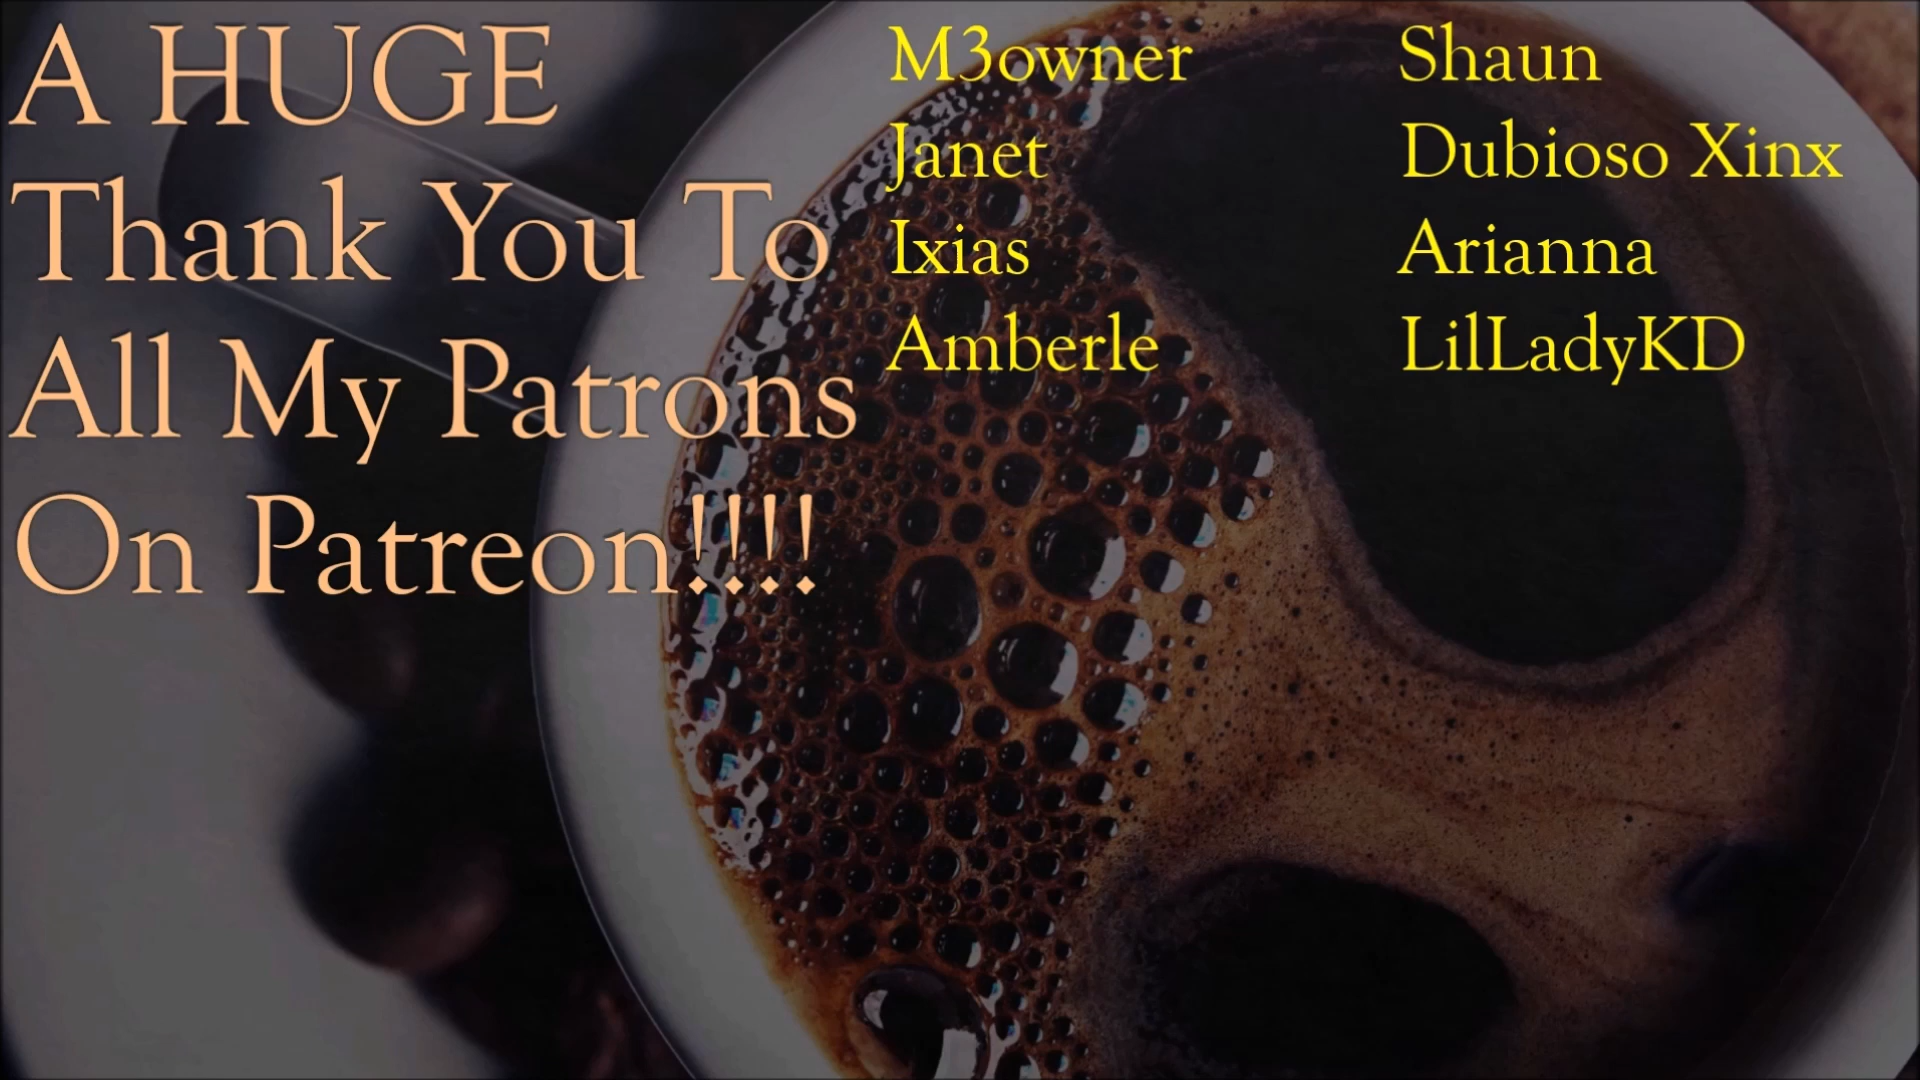 A HUGE
Thank You To
All My Patrons
On Patreon!!!!
M3owner
Janet
Ixias
Amberle
Shaun
Dubioso Xinx
Arianna
LilLadyKD